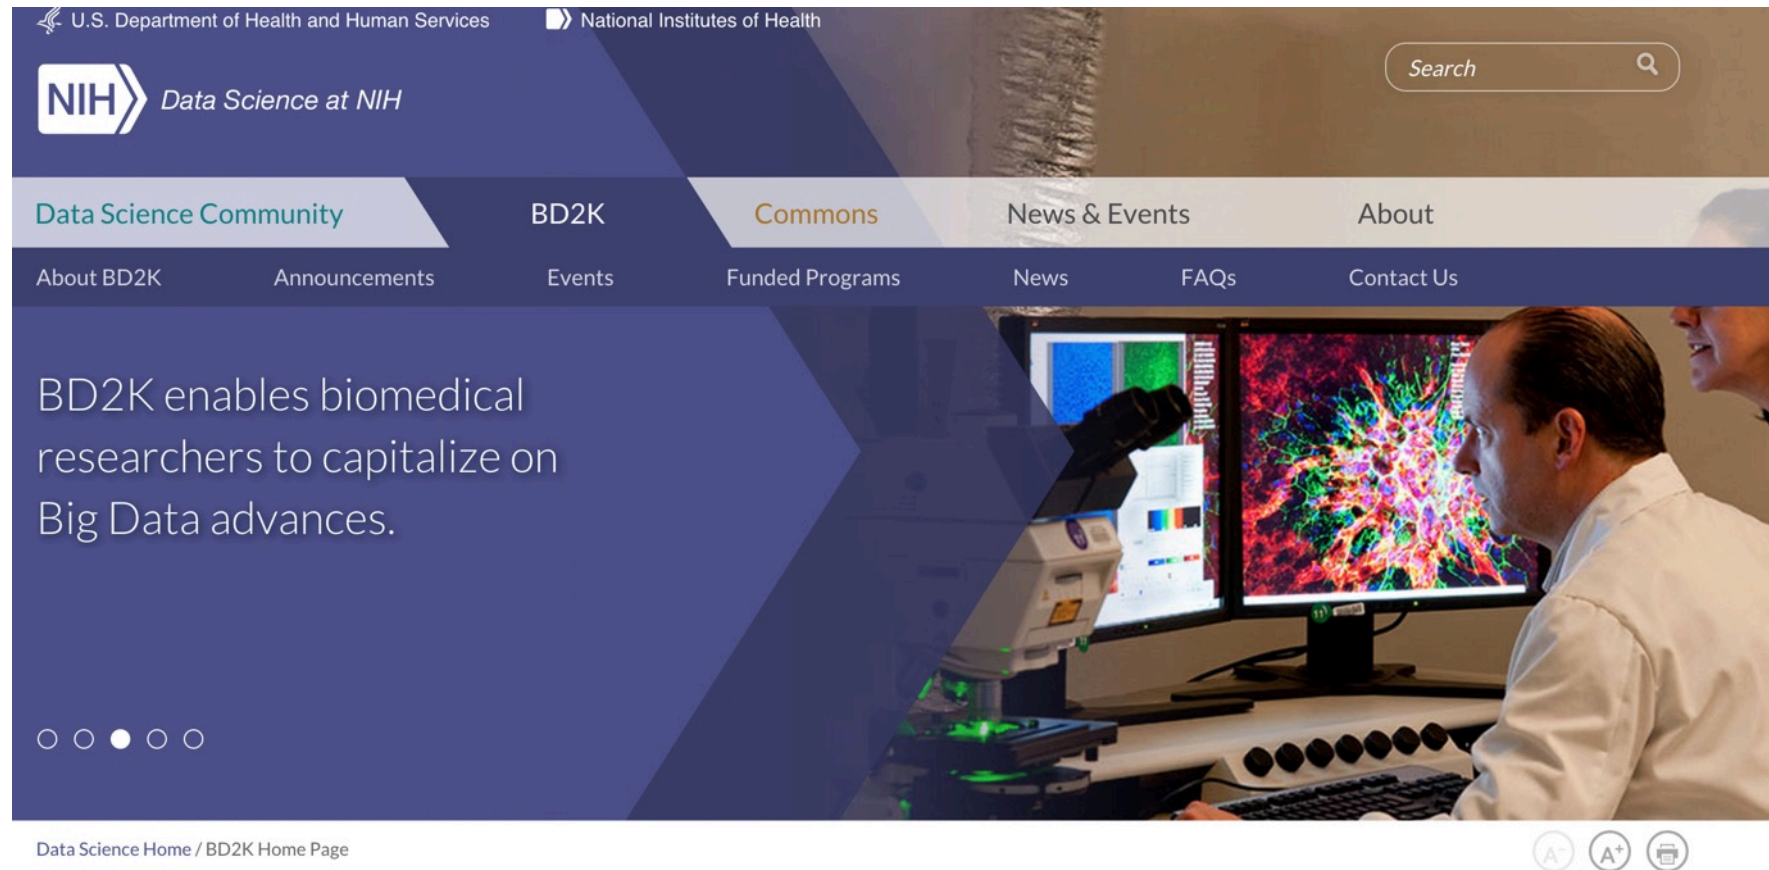 U.S. Department of Health and Human Services National Institutes of Health
NIH Data Science at NIH
Search
Data Science Community BD2K Commons News & Events About
About BD2K Announcements Events Funded Programs News FAQs Contact Us
BD2K enables biomedical
researchers to capitalize on
Big Data advances.
Data Science Home / BD2K Home Page
A- A+